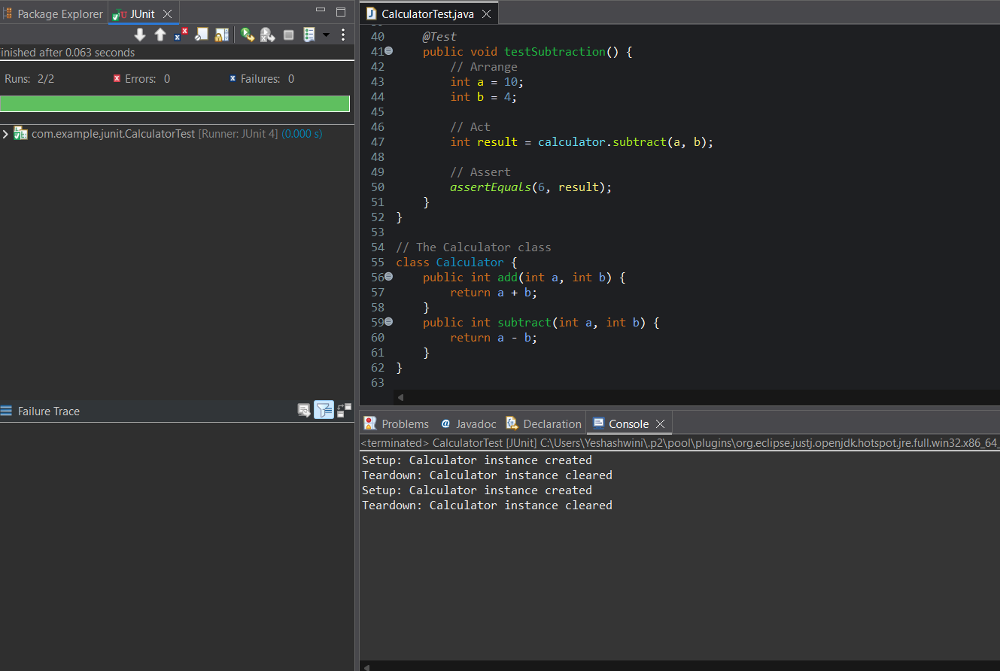 Package Explorer
JUnit
inished after 0.063 seconds
Runs: 2/2
Errors: 0
Failures: 0
com.example.junit.CalculatorTest [Runner: JUnit 4] (0.000 s)
Failure Trace
CalculatorTest.java
40 @Test
41 public void testSubtraction() {
42 // Arrange
43 int a = 10;
44 int b = 4;
45
46 // Act
47 int result = calculator.subtract(a, b);
48
49 // Assert
50 assertEquals(6, result);
51 }
52 }
53
54 // The Calculator class
55 class Calculator {
56 public int add(int a, int b) {
57 return a + b;
58 }
59 public int subtract(int a, int b) {
60 return a - b;
61 }
62 }
63
Problems
@ Javadoc
Declaration
Console
<terminated> CalculatorTest [JUnit] C:\Users\Yeshashwini\.p2\pool\plugins\org.eclipse.justj.openjdk.hotspot.jre.full.win32.x86_64_
Setup: Calculator instance created
Teardown: Calculator instance cleared
Setup: Calculator instance created
Teardown: Calculator instance cleared